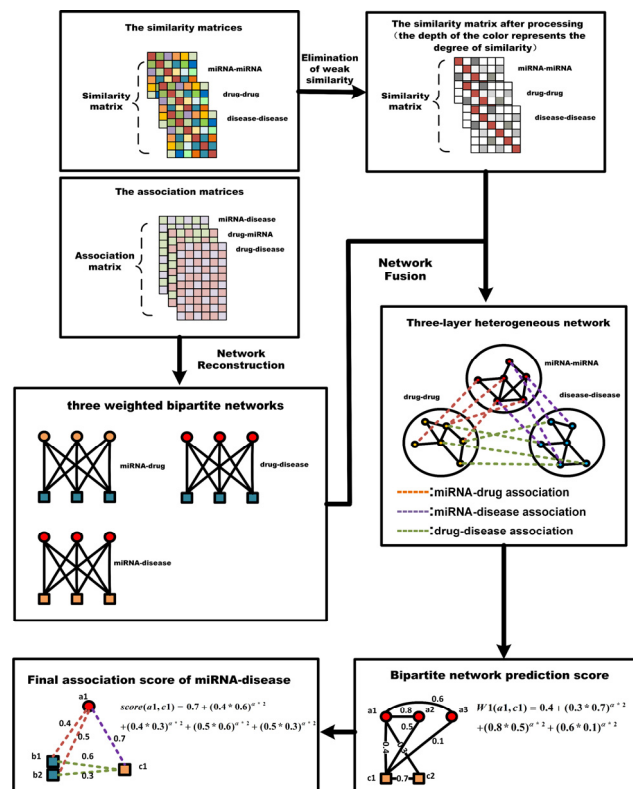 The similarity matrices
miRNA-miRNA
drug-drug
disease-disease
Similarity
matrix
Elimination
of weak
similarity
The similarity matrix after processing
(the depth of the color represents the
degree of similarity)
miRNA-miRNA
drug-drug
disease-disease
Similarity
matrix
The association matrices
miRNA-disease
drug-miRNA
drug-disease
Association
matrix
Network
Reconstruction
Network
Fusion
three weighted bipartite networks
miRNA-drug
drug-disease
miRNA-disease
Three-layer heterogeneous network
miRNA-miRNA
drug-drug
disease-disease
:miRNA-drug association
:miRNA-disease association
:drug-disease association
Final association score of miRNA-disease
a1
score(a1,c1) = 0.7 + (0.4*0.6)^{α*2}
+(0.4*0.3)^{α*2} + (0.5*0.6)^{α*2} + (0.5*0.3)^{α*2}
0.4
0.5
0.7
b1
0.6
b2
0.3
c1
Bipartite network prediction score
0.6
a1
0.8
a2
a3
W1(a1,c1) = 0.4 + (0.3*0.7)^{α*2}
+(0.8*0.5)^{α*2} + (0.6*0.1)^{α*2}
0.4
0.5
0.1
c1
0.7
c2